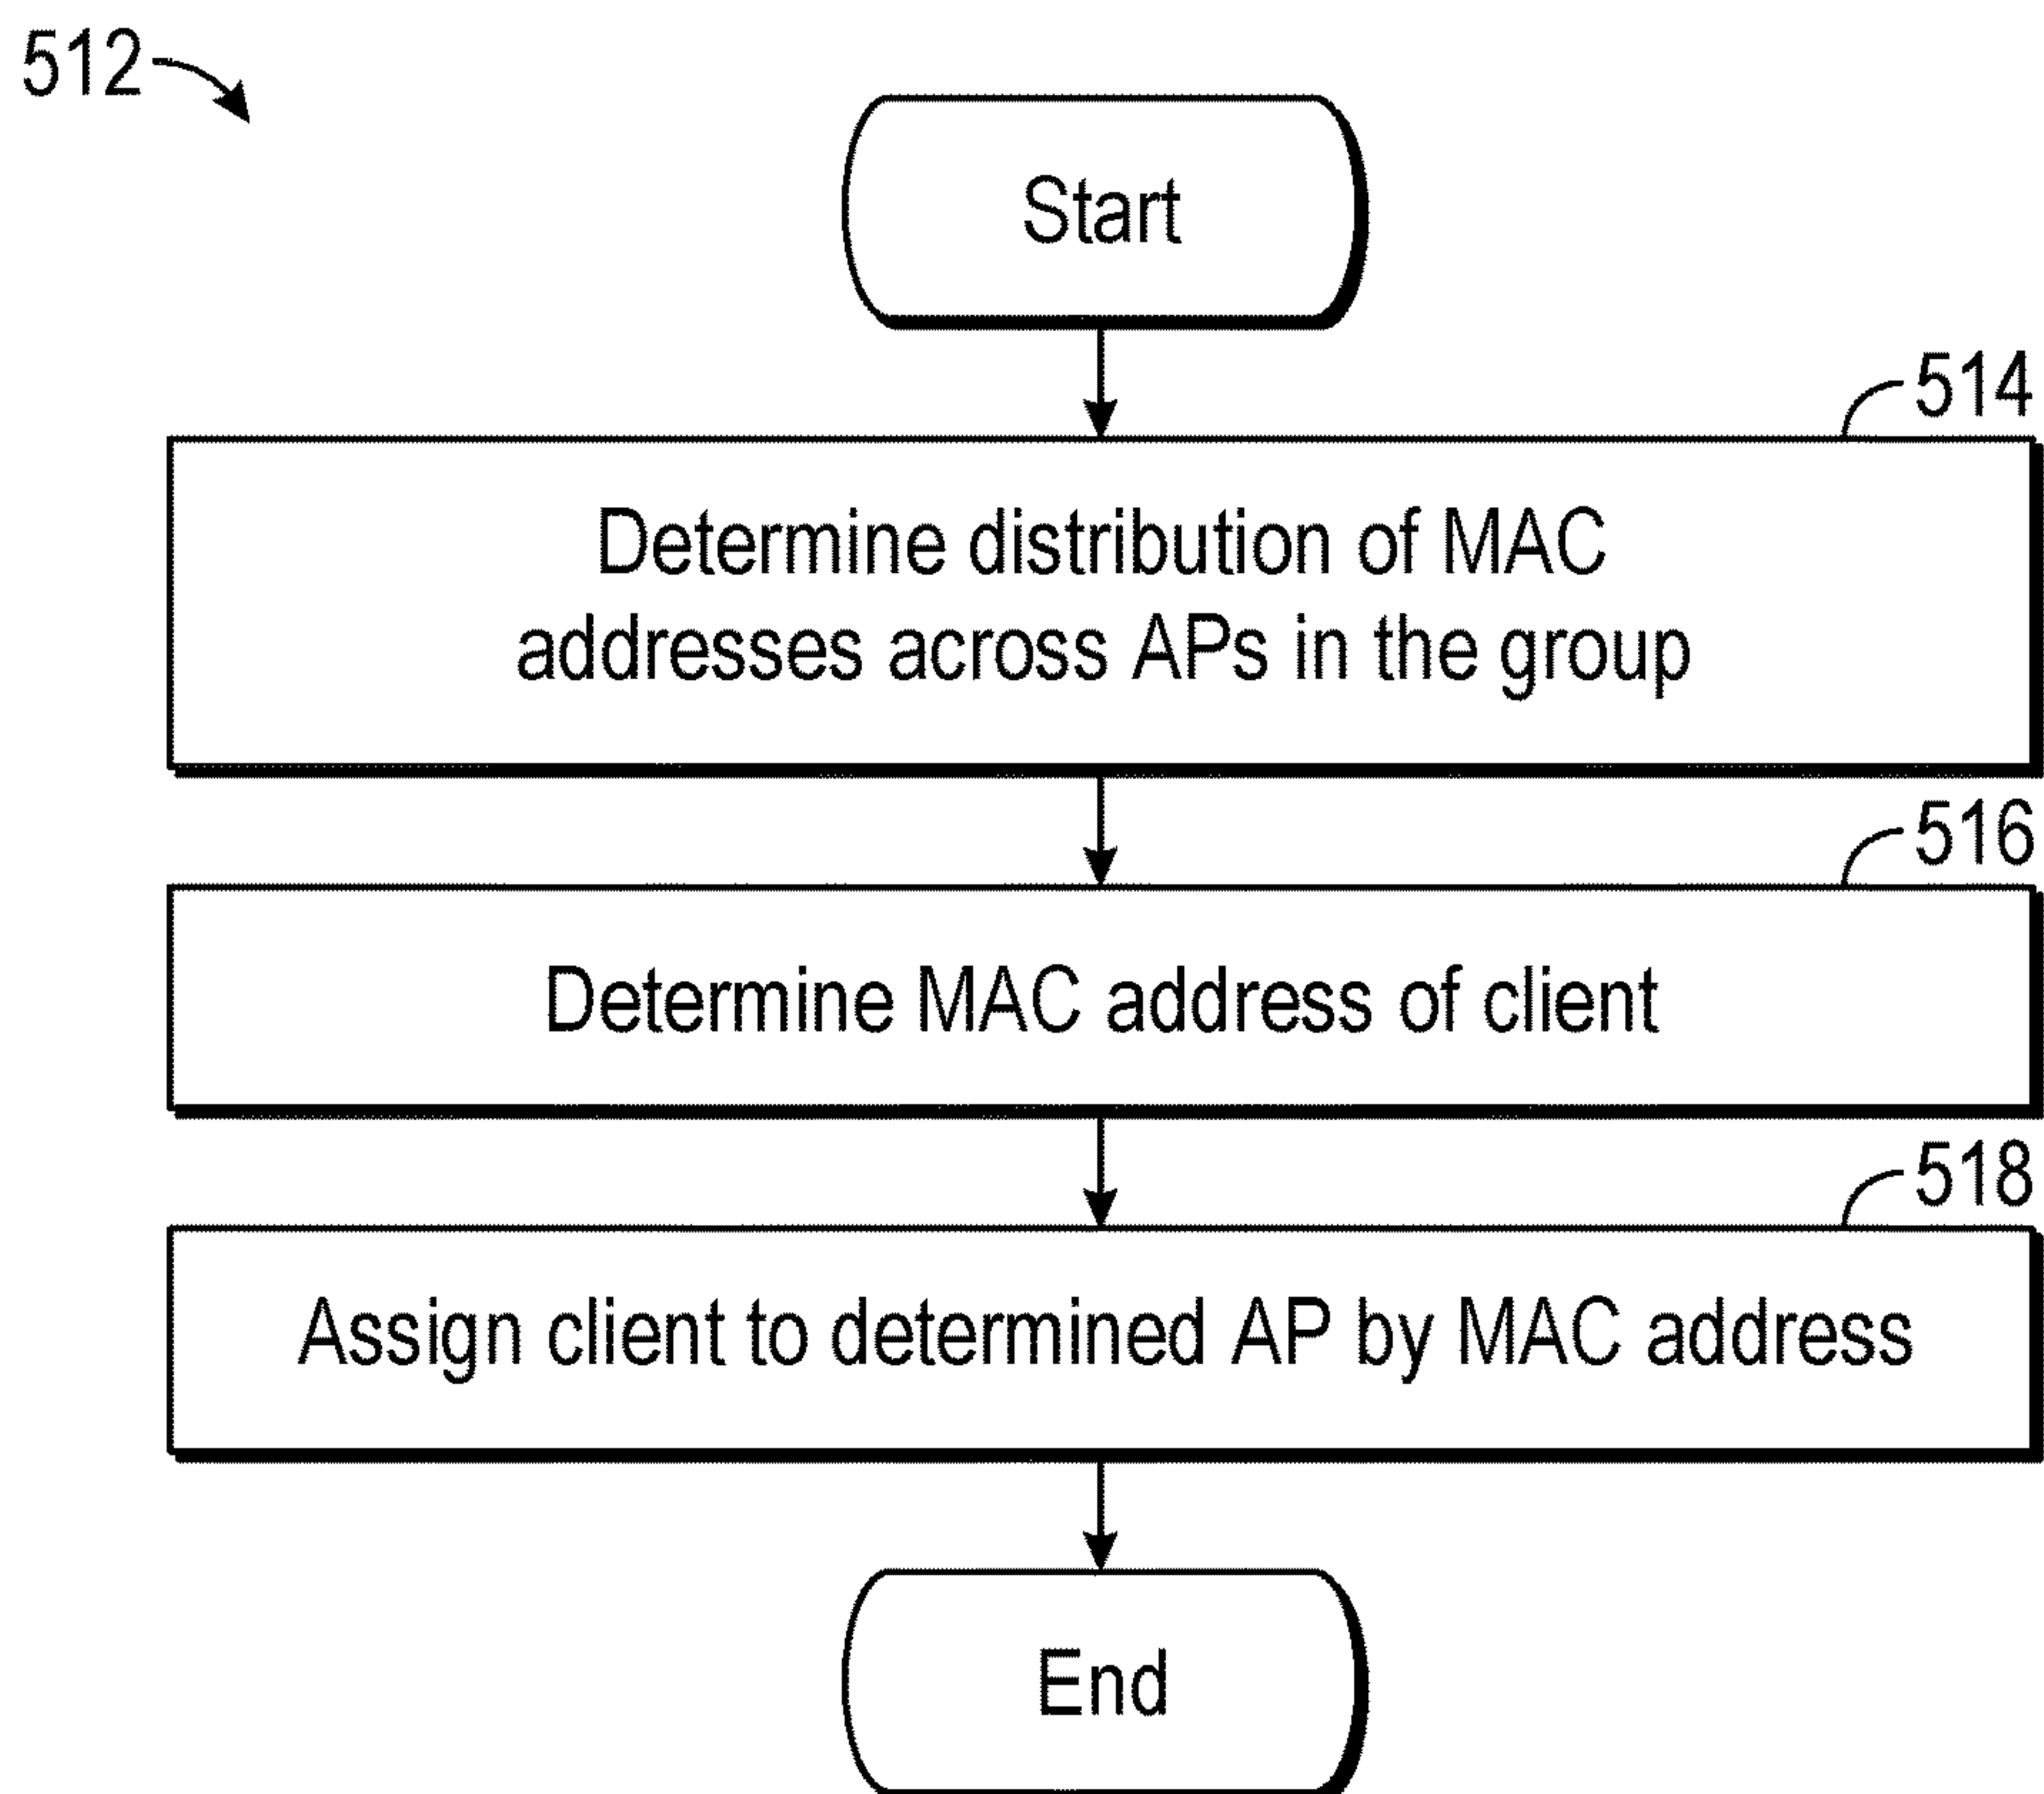 512
Start
514
Determine distribution of MAC
addresses across APs in the group
516
Determine MAC address of client
518
Assign client to determined AP by MAC address
End